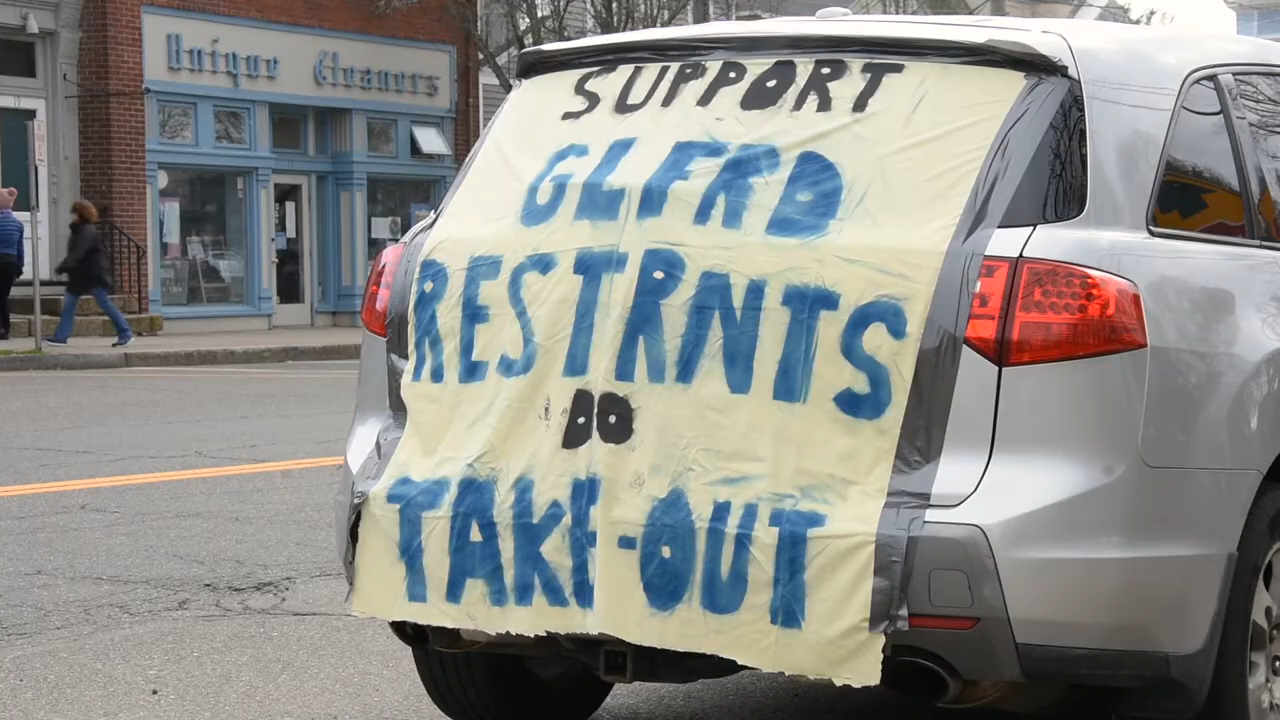 Unique Cleaners
SUPPORT
GLFRD
RESTRNTS
DO
TAKE-OUT